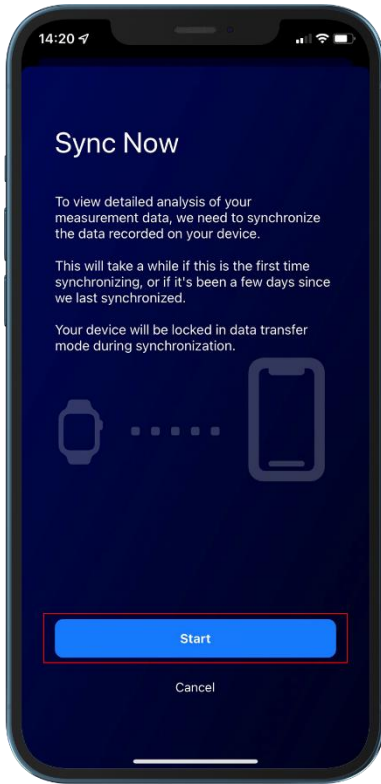 14:20
Sync Now
To view detailed analysis of your
measurement data, we need to synchronize
the data recorded on your device.
This will take a while if this is the first time
synchronizing, or if it's been a few days since
we last synchronized.
Your device will be locked in data transfer
mode during synchronization.
Start
Cancel